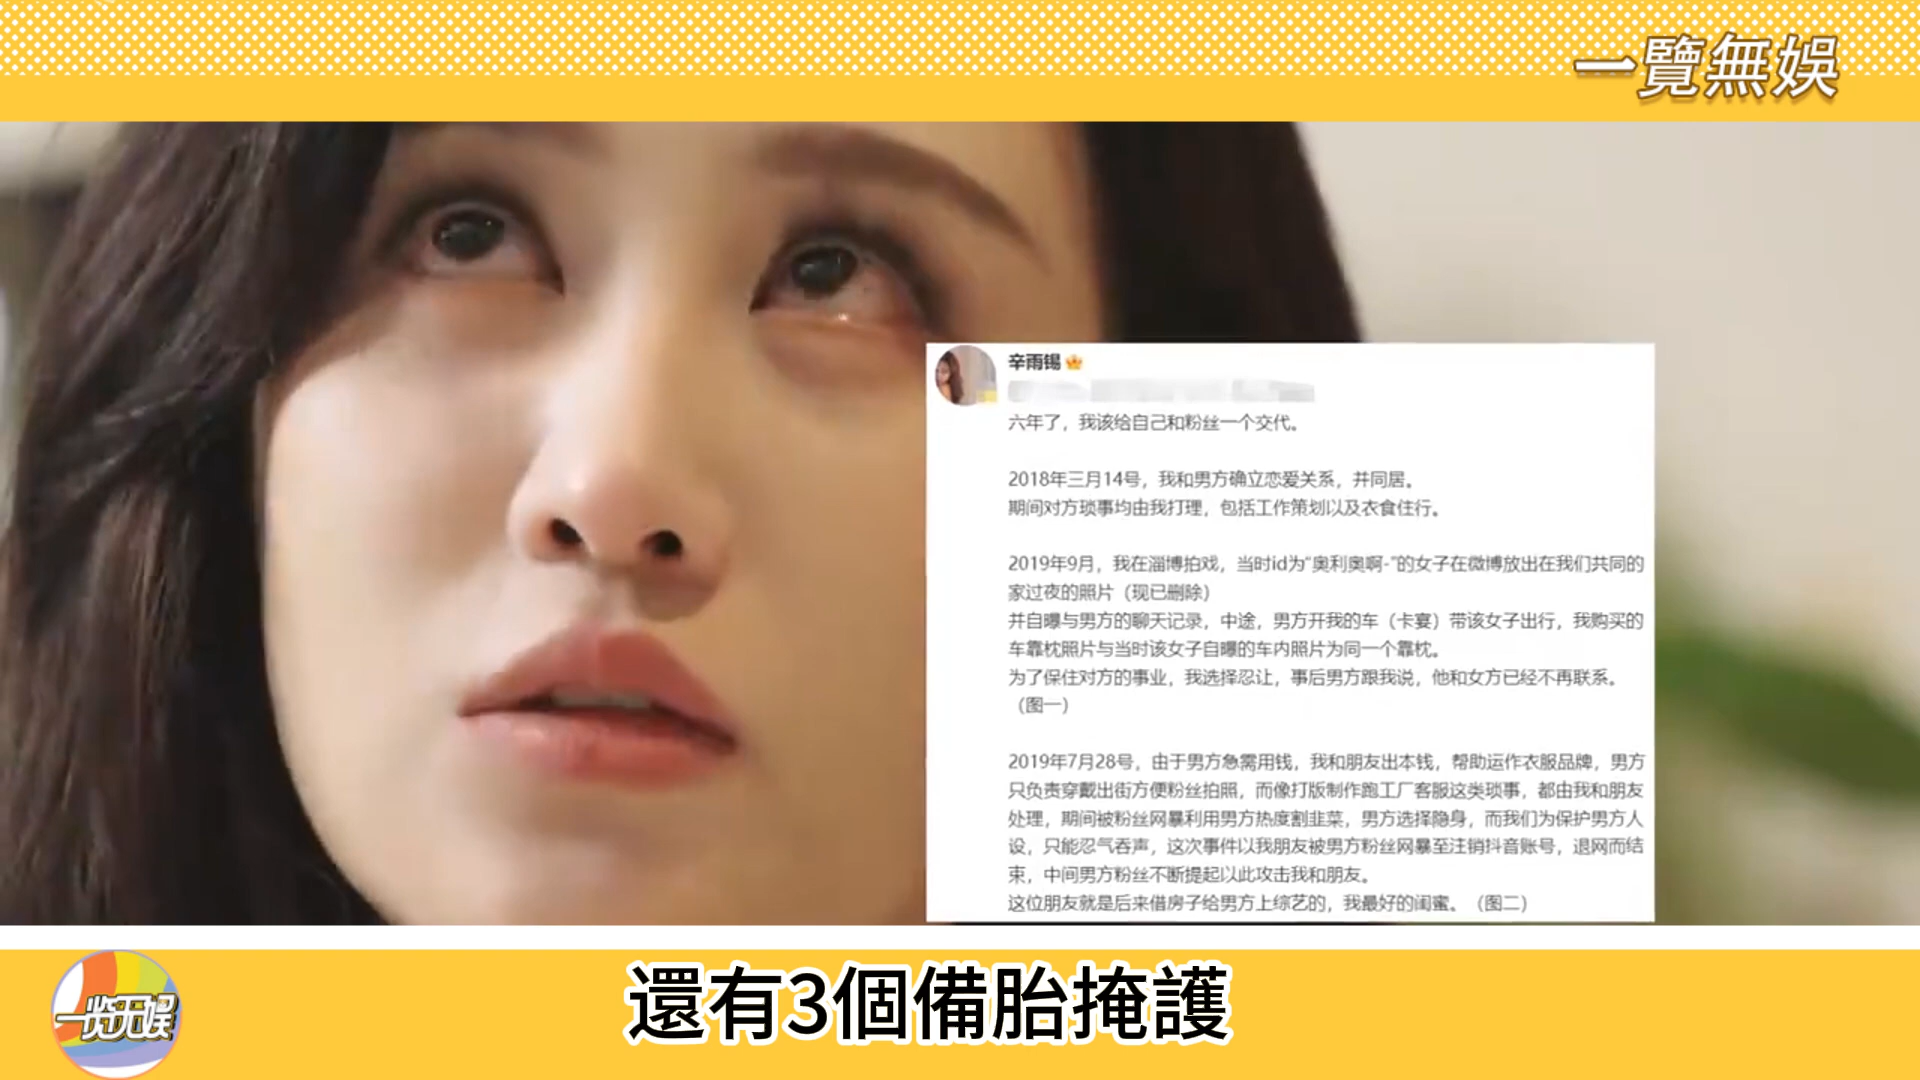 一覽無娛
辛雨锡
六年了，我该给自己和粉丝一个交代。
2018年三月14号，我和男方确立恋爱关系，并同居。
期间对方琐事均由我打理，包括工作策划以及衣食住行。
2019年9月，我在淄博拍戏，当时id为“奥利奥啊-”的女子在微博放出在我们共同的
家过夜的照片（现已删除）
并自曝与男方的聊天记录，中途，男方开我的车（卡宴）带该女子出行，我购买的
车靠枕照片与当时该女子自曝的车内照片为同一个靠枕。
为了保住对方的事业，我选择忍让，事后男方跟我说，他和女方已经不再联系。
（图一）
2019年7月28号，由于男方急需用钱，我和朋友出本钱，帮助运作衣服品牌，男方
只负责穿戴出街方便粉丝拍照，而像打版制作跑工厂客服这类琐事，都由我和朋友
处理，期间被粉丝网暴利用男方热度割韭菜，男方选择隐身，而我们为保护男方人
设，只能忍气吞声，这次事件以我朋友被男方粉丝网暴至注销抖音账号，退网而结
束，中间男方粉丝不断提起以此攻击我和朋友。
这位朋友就是后来借房子给男方上综艺的，我最好的闺蜜。（图二）
一览无娱
還有3個備胎掩護